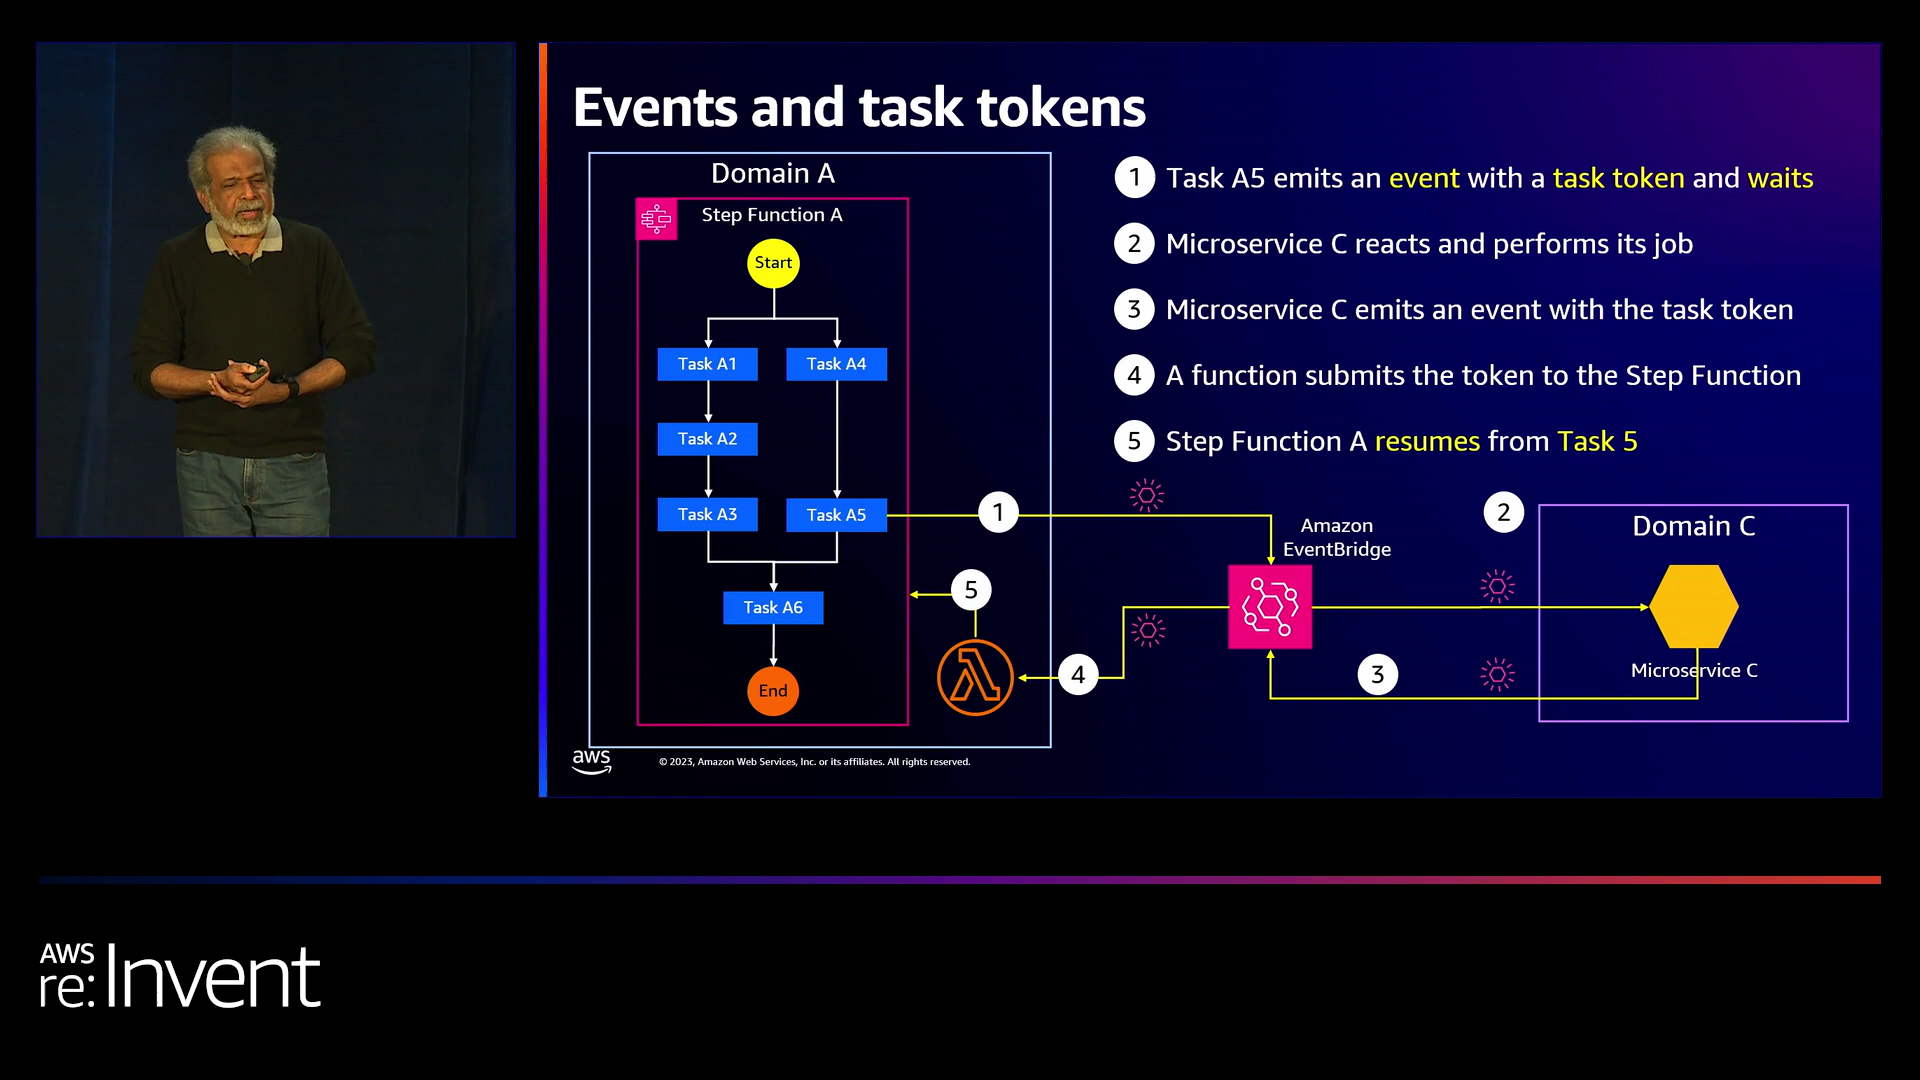 Events and task tokens
Domain A
Step Function A
Start
Task A1
Task A4
Task A2
Task A3
Task A5
Task A6
End
1 Task A5 emits an event with a task token and waits
2 Microservice C reacts and performs its job
3 Microservice C emits an event with the task token
4 A function submits the token to the Step Function
5 Step Function A resumes from Task 5
1
2
Amazon
EventBridge
Domain C
5
4
3
Microservice C
aws
© 2023, Amazon Web Services, Inc. or its affiliates. All rights reserved.
AWS
re:Invent